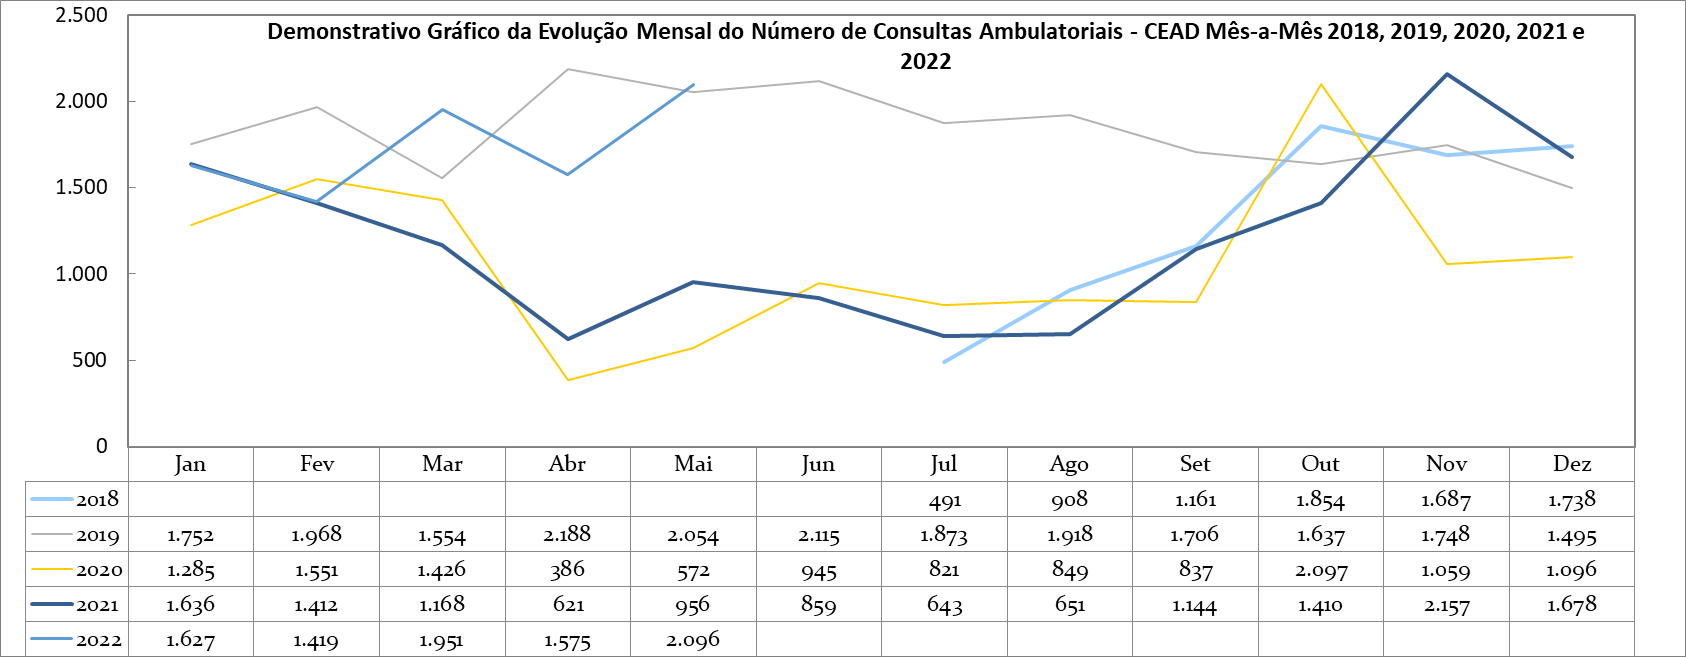 Demonstrativo Gráfico da Evolução Mensal do Número de Consultas Ambulatoriais - CEAD Mês-a-Mês 2018, 2019, 2020, 2021 e
2022
2.500
2.000
1.500
1.000
500
0
Jan Fev Mar Abr Mai Jun Jul Ago Set Out Nov Dez
2018 491 908 1.161 1.854 1.687 1.738
2019 1.752 1.968 1.554 2.188 2.054 2.115 1.873 1.918 1.706 1.637 1.748 1.495
2020 1.285 1.551 1.426 386 572 945 821 849 837 2.097 1.059 1.096
2021 1.636 1.412 1.168 621 956 859 643 651 1.144 1.410 2.157 1.678
2022 1.627 1.419 1.951 1.575 2.096